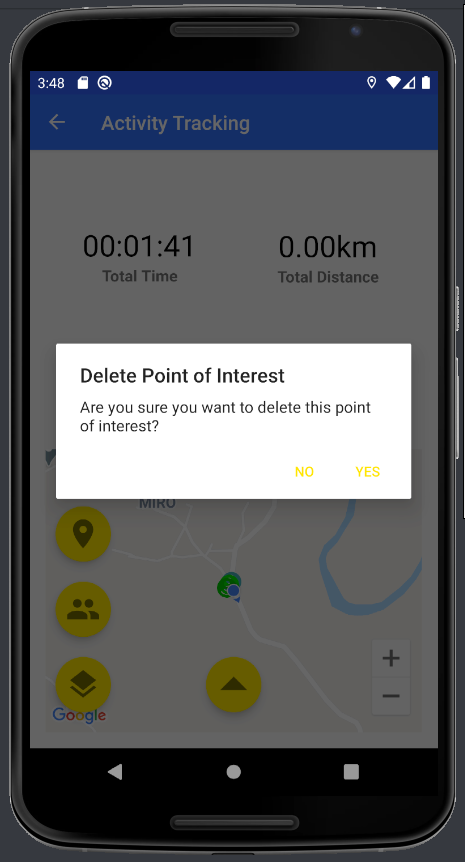 3:48
Activity Tracking
00:01:41
0.00km
Total Time
Total Distance
Delete Point of Interest
Are you sure you want to delete this point
of interest?
NO
YES
MIRO
+
−
Google